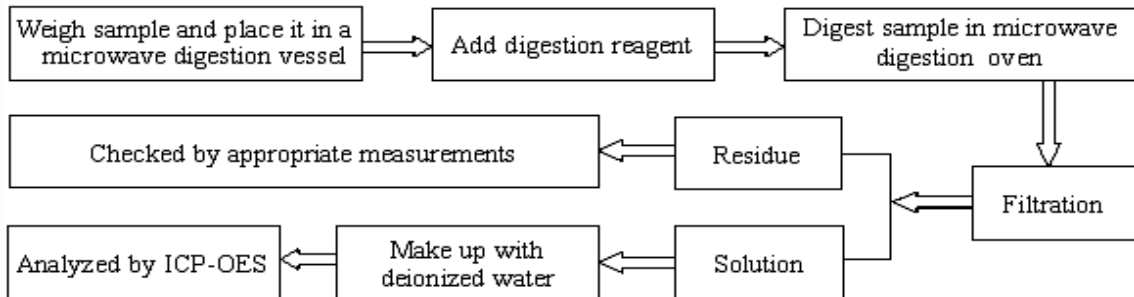 Weigh sample and place it in a
microwave digestion vessel
Add digestion reagent
Digest sample in microwave
digestion oven
Checked by appropriate measurements
Residue
Filtration
Analyzed by ICP-OES
Make up with
deionized water
Solution